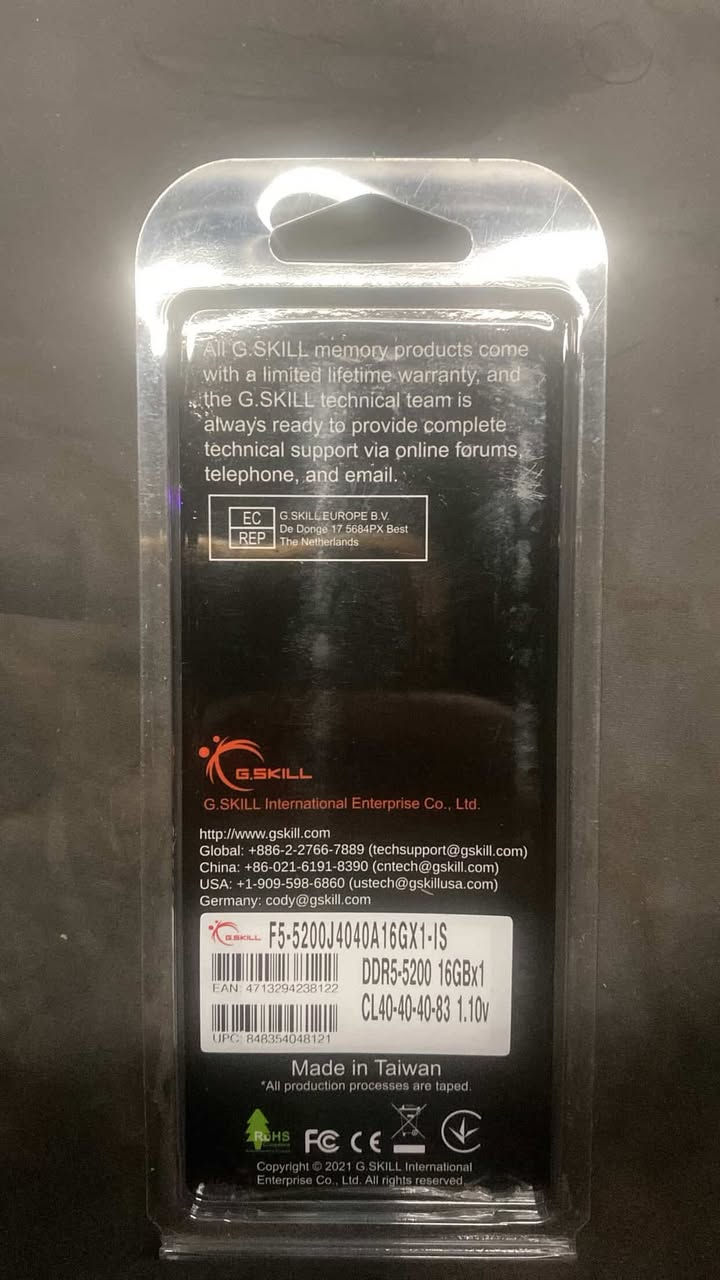 All G.SKILL memory products come
with a limited lifetime warranty, and
the G.SKILL technical team is
always ready to provide complete
technical support via online forums,
telephone, and email.
EC
REP
G.SKILL EUROPE B.V.
De Donge 17 5684PX Best
The Netherlands
G.SKILL
G.SKILL International Enterprise Co., Ltd.
http://www.gskill.com
Global: +886-2-2766-7889 (techsupport@gskill.com)
China: +86-021-6191-8390 (cntech@gskill.com)
USA: +1-909-598-6860 (ustech@gskillusa.com)
Germany: cody@gskill.com
G.SKILL F5-5200J4040A16GX1-IS
DDR5-5200 16GBx1
EAN: 4713294238122
CL40-40-40-83 1.10v
UPC: 848354048121
Made in Taiwan
*All production processes are taped.
RoHS
FC CE
Copyright © 2021 G.SKILL International
Enterprise Co., Ltd. All rights reserved.